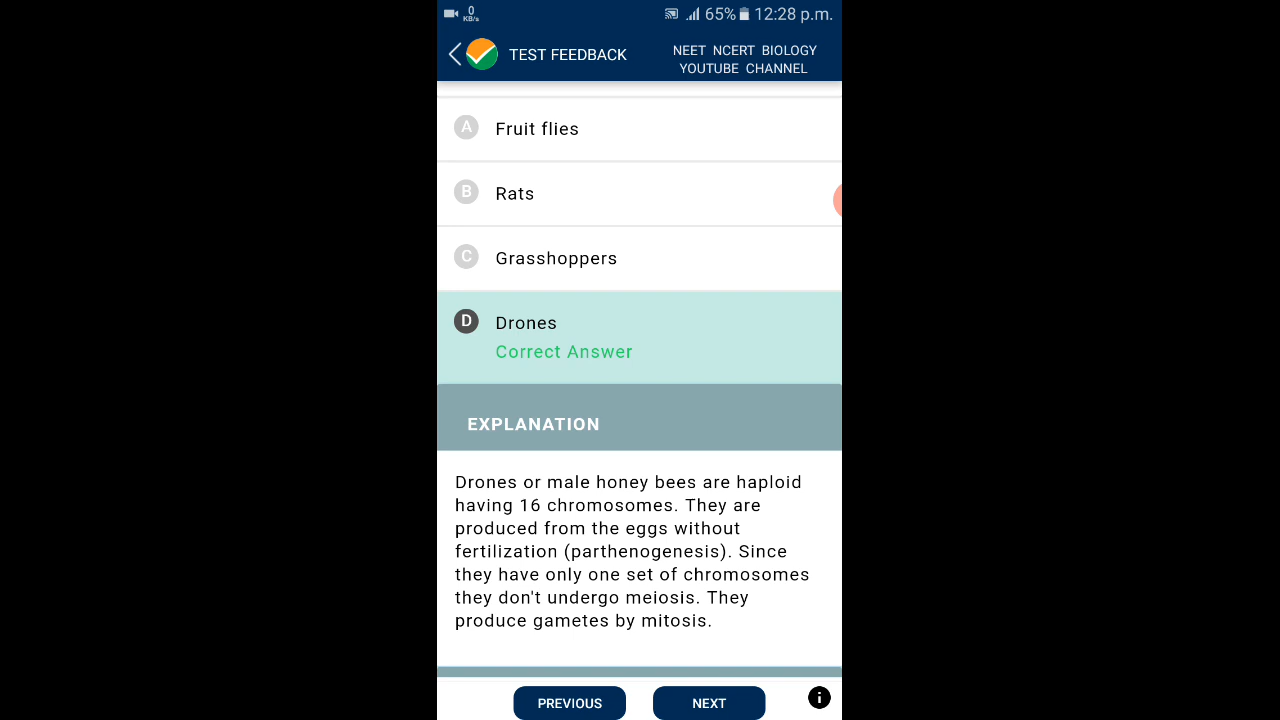 0
KB/s
65% 12:28 p.m.
TEST FEEDBACK
NEET NCERT BIOLOGY
YOUTUBE CHANNEL
A Fruit flies
B Rats
C Grasshoppers
D Drones
Correct Answer
EXPLANATION
Drones or male honey bees are haploid
having 16 chromosomes. They are
produced from the eggs without
fertilization (parthenogenesis). Since
they have only one set of chromosomes
they don't undergo meiosis. They
produce gametes by mitosis.
PREVIOUS NEXT i